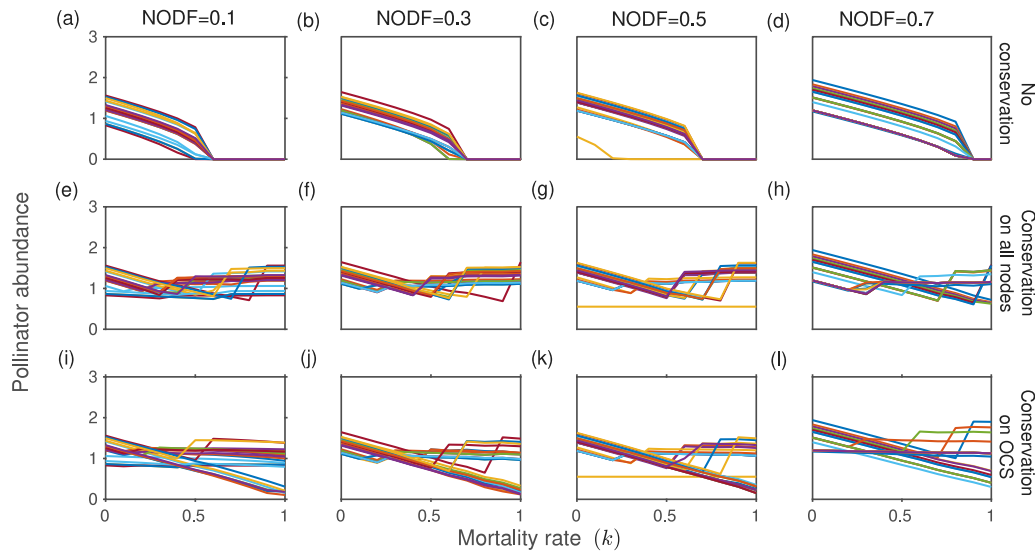 NODF=0.1 NODF=0.3 NODF=0.5 NODF=0.7
(a) (b) (c) (d)
3
2
1
0
No
conservation
(e) (f) (g) (h)
3
2
1
0
Conservation
on all nodes
(i) (j) (k) (l)
3
2
1
0
0.5 1 0 0.5 1 0 0.5 1 0 0.5 1
Conservation
on OCS
Pollinator abundance
Mortality rate (k)